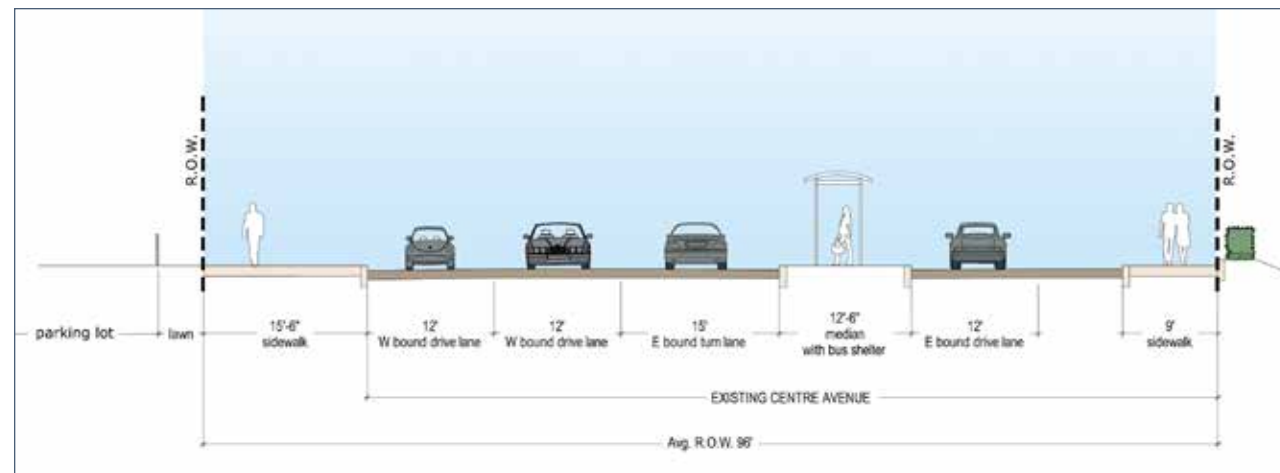 R.O.W.
R.O.W.
parking lot
lawn
15'-6"
sidewalk
12'
W bound drive lane
12'
W bound drive lane
15'
E bound turn lane
12'-6"
median
with bus shelter
12'
E bound drive lane
9'
sidewalk
EXISTING CENTRE AVENUE
Avg. R.O.W. 96'